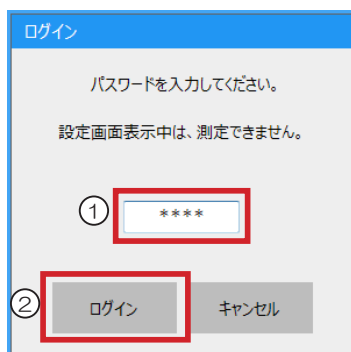 ログイン
パスワードを入力してください。
設定画面表示中は、測定できません。
① ****
② ログイン キャンセル